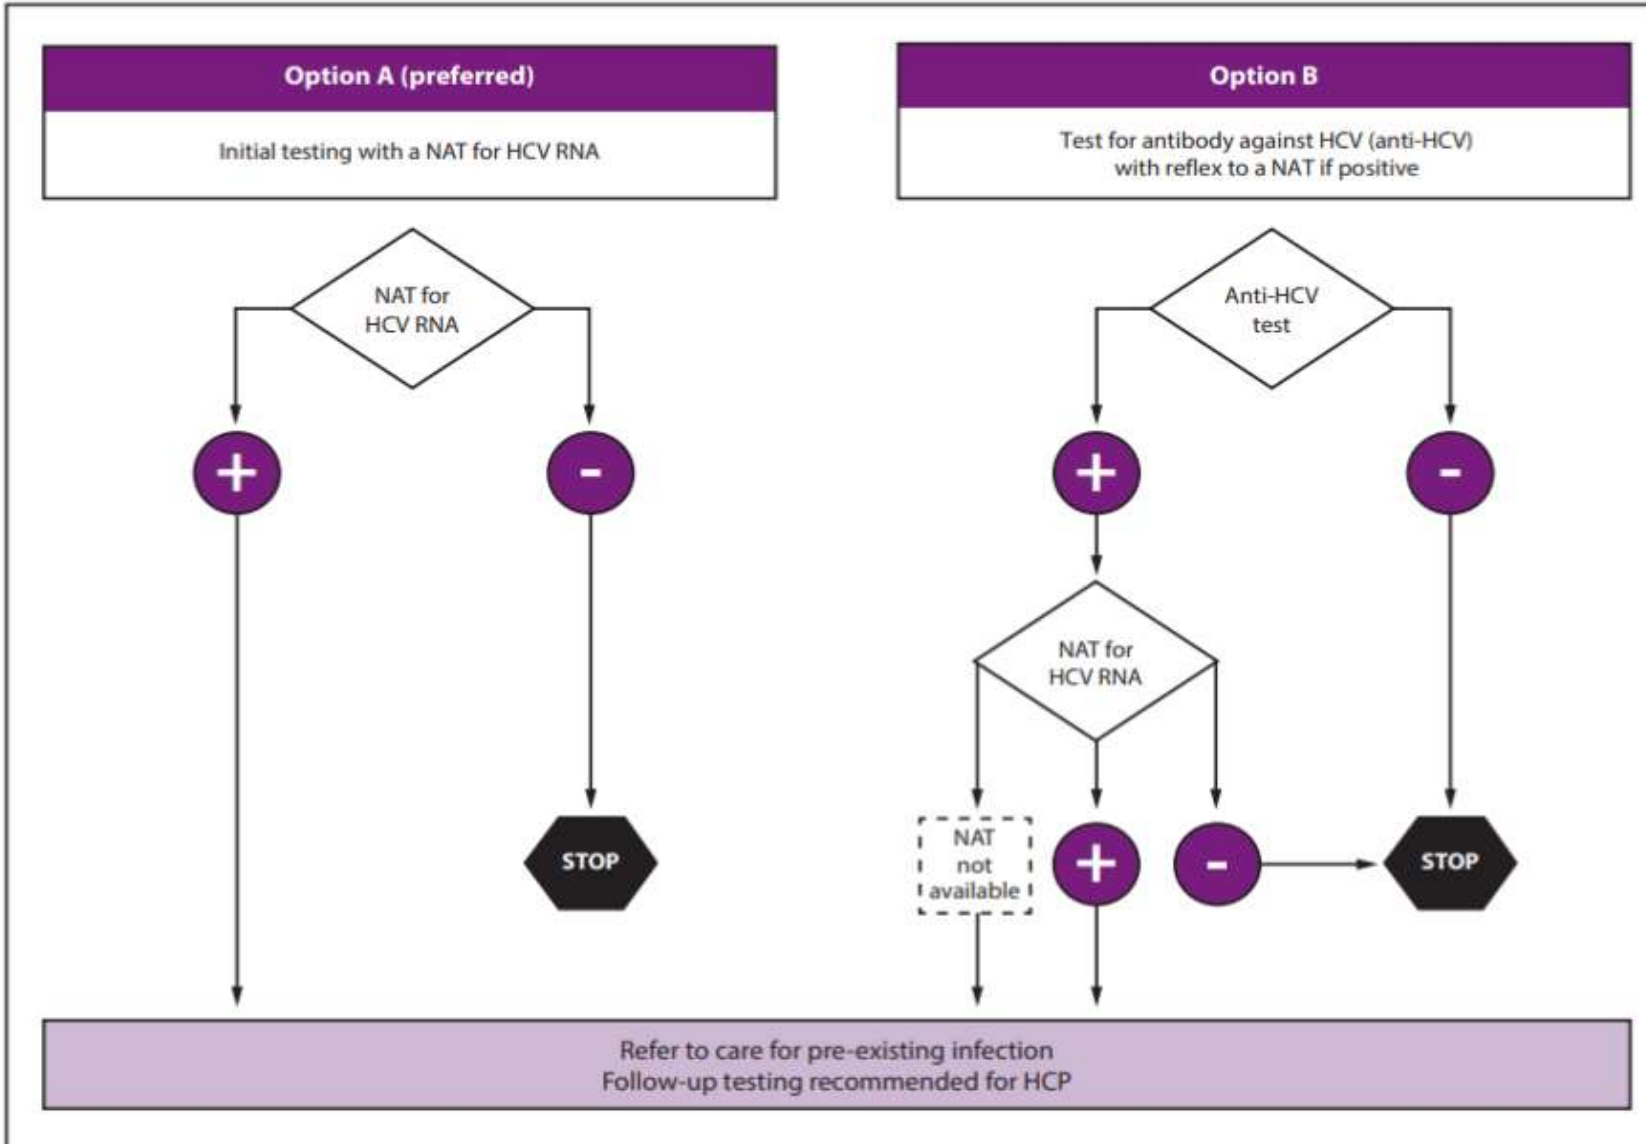 Option A (preferred)
Initial testing with a NAT for HCV RNA
NAT for
HCV RNA
+
-
STOP
Option B
Test for antibody against HCV (anti-HCV)
with reflex to a NAT if positive
Anti-HCV
test
+
-
NAT for
HCV RNA
NAT
not
available
+
-
STOP
Refer to care for pre-existing infection
Follow-up testing recommended for HCP